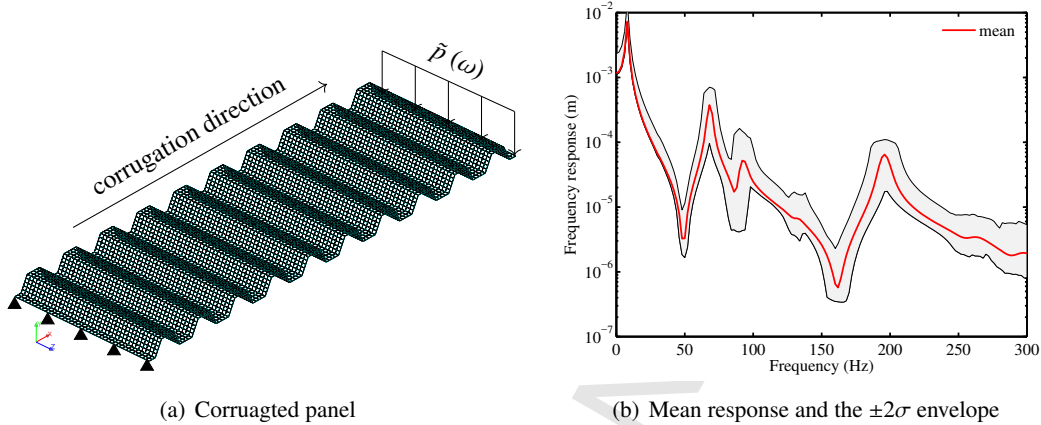 corrugation direction
p̃ (ω)
x
z
(a) Corruagted panel
10⁻²
10⁻³
10⁻⁴
10⁻⁵
10⁻⁶
10⁻⁷
Frequency response (m)
mean
0 50 100 150 200 250 300
Frequency (Hz)
(b) Mean response and the ±2σ envelope